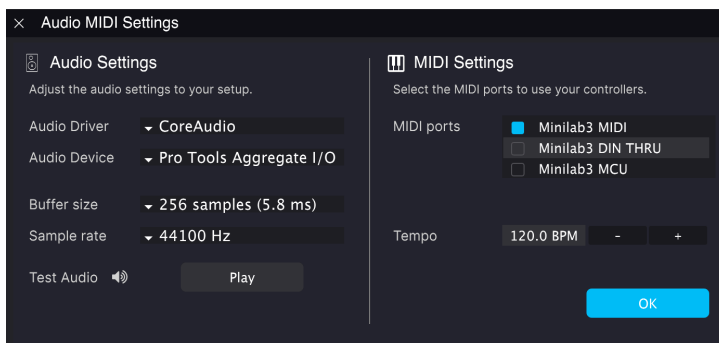 Audio MIDI Settings
Audio Settings
Adjust the audio settings to your setup.
Audio Driver
CoreAudio
Audio Device
Pro Tools Aggregate I/O
Buffer size
256 samples (5.8 ms)
Sample rate
44100 Hz
Test Audio
Play
MIDI Settings
Select the MIDI ports to use your controllers.
MIDI ports
Minilab3 MIDI
Minilab3 DIN THRU
Minilab3 MCU
Tempo
120.0 BPM
-
+
OK